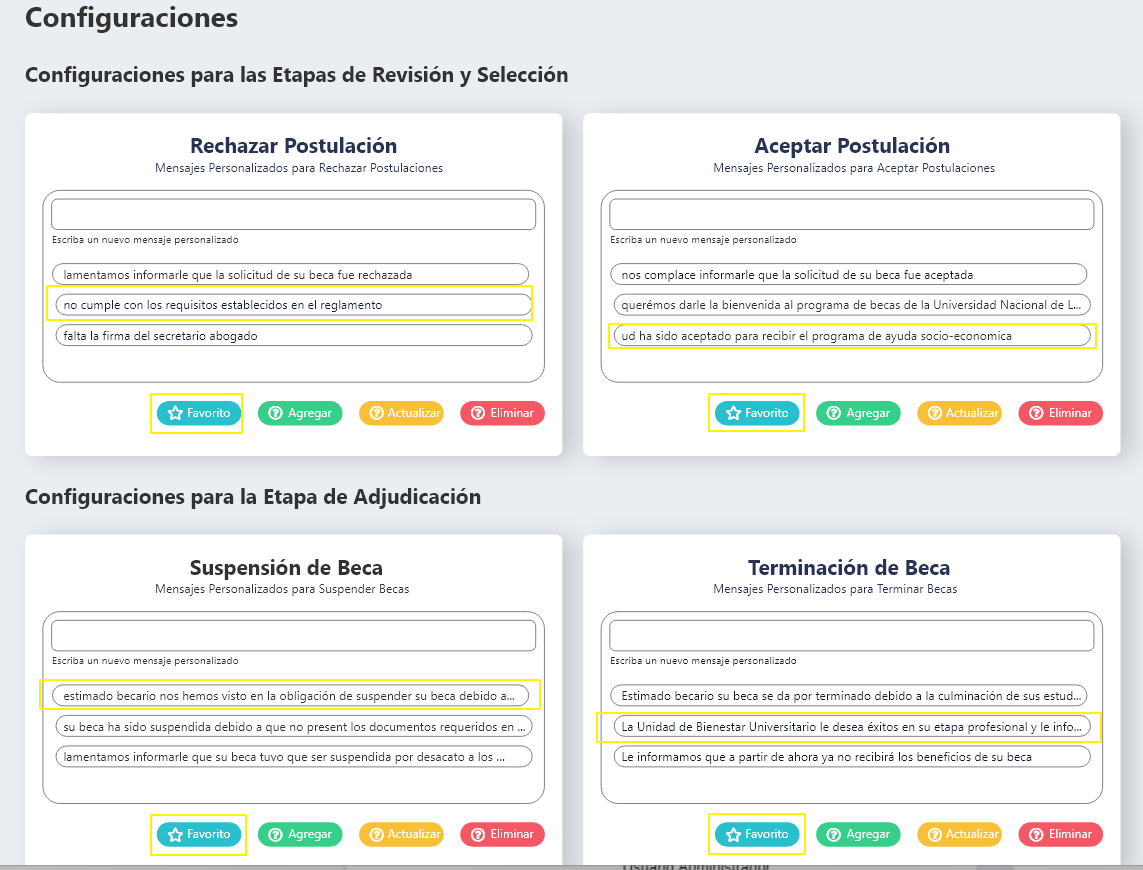 Configuraciones
Configuraciones para las Etapas de Revisión y Selección
Rechazar Postulación
Mensajes Personalizados para Rechazar Postulaciones
Escriba un nuevo mensaje personalizado
lamentamos informarle que la solicitud de su beca fue rechazada
no cumple con los requisitos establecidos en el reglamento
falta la firma del secretario abogado
Favorito Agregar Actualizar Eliminar
Aceptar Postulación
Mensajes Personalizados para Aceptar Postulaciones
Escriba un nuevo mensaje personalizado
nos complace informarle que la solicitud de su beca fue aceptada
querémos darle la bienvenida al programa de becas de la Universidad Nacional de L...
ud ha sido aceptado para recibir el programa de ayuda socio-economica
Favorito Agregar Actualizar Eliminar
Configuraciones para la Etapa de Adjudicación
Suspensión de Beca
Mensajes Personalizados para Suspender Becas
Escriba un nuevo mensaje personalizado
estimado becario nos hemos visto en la obligación de suspender su beca debido a...
su beca ha sido suspendida debido a que no present los documentos requeridos en ...
lamentamos informarle que su beca tuvo que ser suspendida por desacato a los ...
Favorito Agregar Actualizar Eliminar
Terminación de Beca
Mensajes Personalizados para Terminar Becas
Escriba un nuevo mensaje personalizado
Estimado becario su beca se da por terminado debido a la culminación de sus estud...
La Unidad de Bienestar Universitario le desea éxitos en su etapa profesional y le info...
Le informamos que a partir de ahora ya no recibirá los beneficios de su beca
Favorito Agregar Actualizar Eliminar
Usuario Administrador